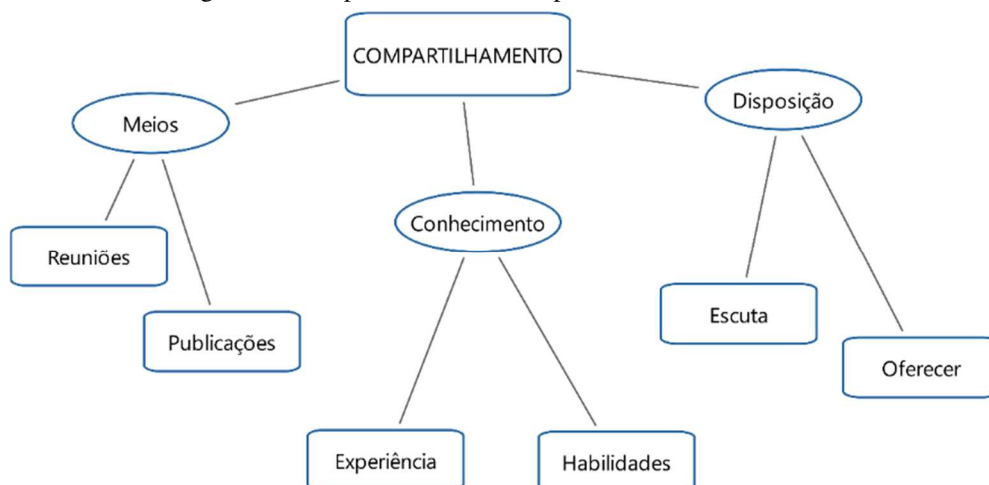 COMPARTILHAMENTO
Meios
Disposição
Conhecimento
Reuniões
Publicações
Escuta
Oferecer
Experiência
Habilidades